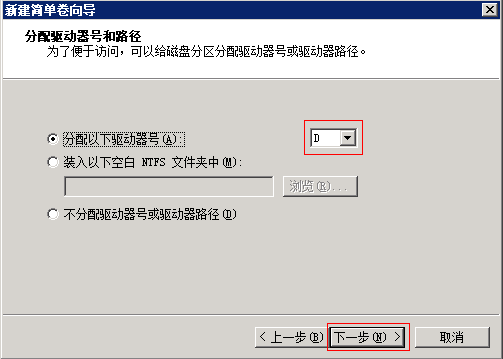 新建简单卷向导
分配驱动器号和路径
为了便于访问，可以给磁盘分区分配驱动器号或驱动器路径。
分配以下驱动器号(A): D
装入以下空白 NTFS 文件夹中(M):
浏览(R)...
不分配驱动器号或驱动器路径(D)
< 上一步(B) 下一步(N) > 取消